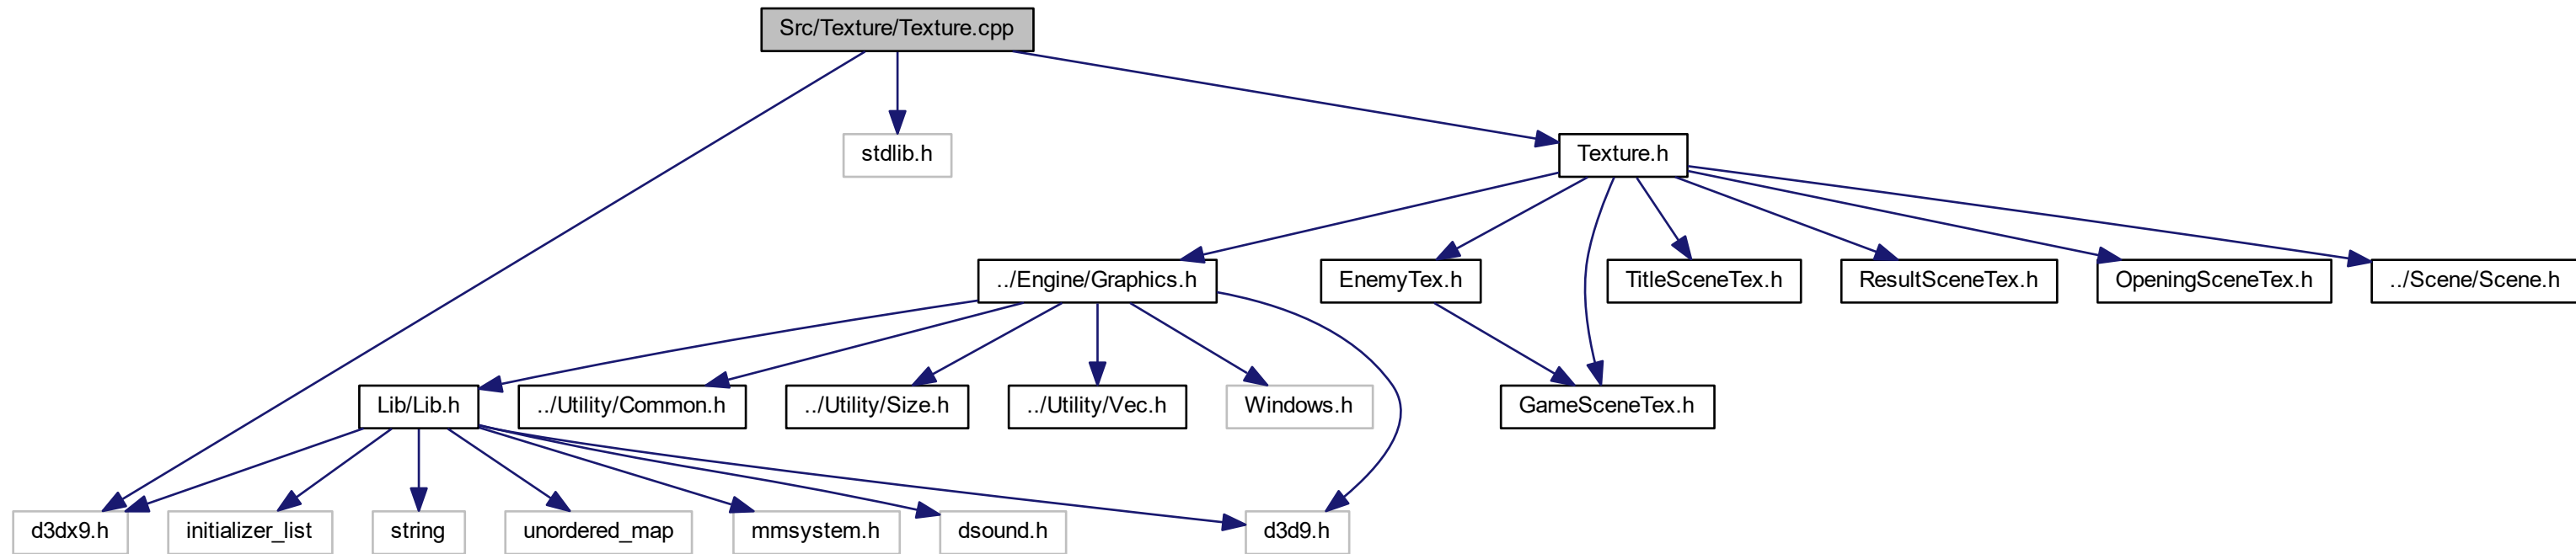 Src/Texture/Texture.cpp
stdlib.h
Texture.h
../Engine/Graphics.h
EnemyTex.h
TitleSceneTex.h
ResultSceneTex.h
OpeningSceneTex.h
../Scene/Scene.h
Lib/Lib.h
../Utility/Common.h
../Utility/Size.h
../Utility/Vec.h
Windows.h
GameSceneTex.h
d3dx9.h
initializer_list
string
unordered_map
mmsystem.h
dsound.h
d3d9.h